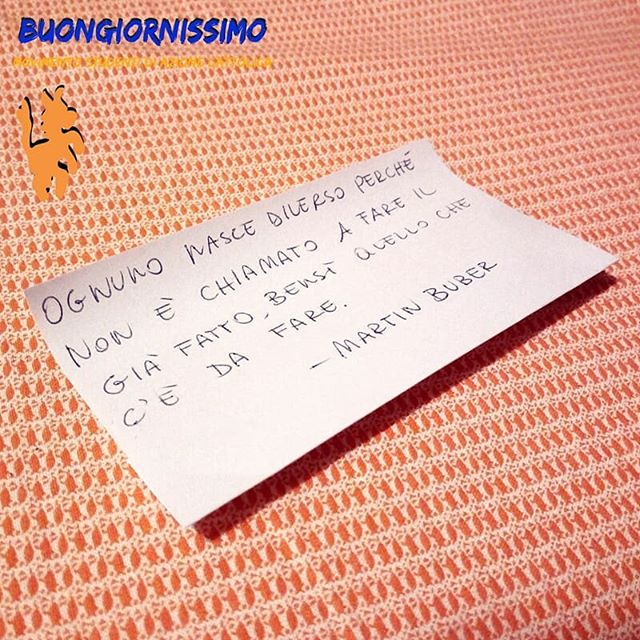 BUONGIORNISSIMO
MOVIMENTO STUDENTI DI AZIONE CATTOLICA
OGNUNO NASCE DIVERSO PERCHÉ
NON È CHIAMATO A FARE IL
GIÀ FATTO, BENSÌ QUELLO CHE
C'È DA FARE.
– MARTIN BUBER